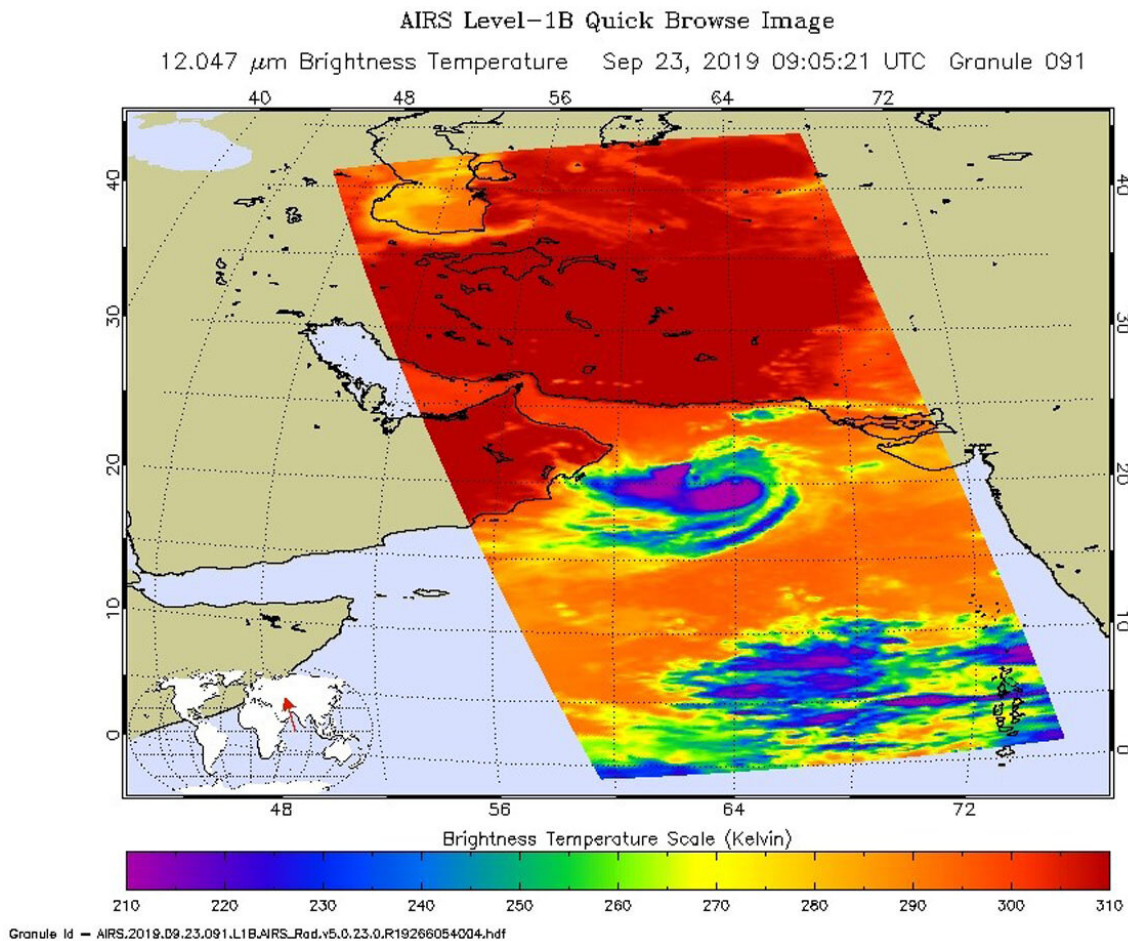 AIRS Level-1B Quick Browse Image
12.047 μm Brightness Temperature Sep 23, 2019 09:05:21 UTC Granule 091
40 48 56 64 72
40 40
30 30
20 20
10 10
0 0
48 56 64 72
Brightness Temperature Scale (Kelvin)
210 220 230 240 250 260 270 280 290 300 310
Granule Id - AIRS.2019.09.23.091.L1B.AIRS_Rad.v5.0.23.0.R19266054004.hdf